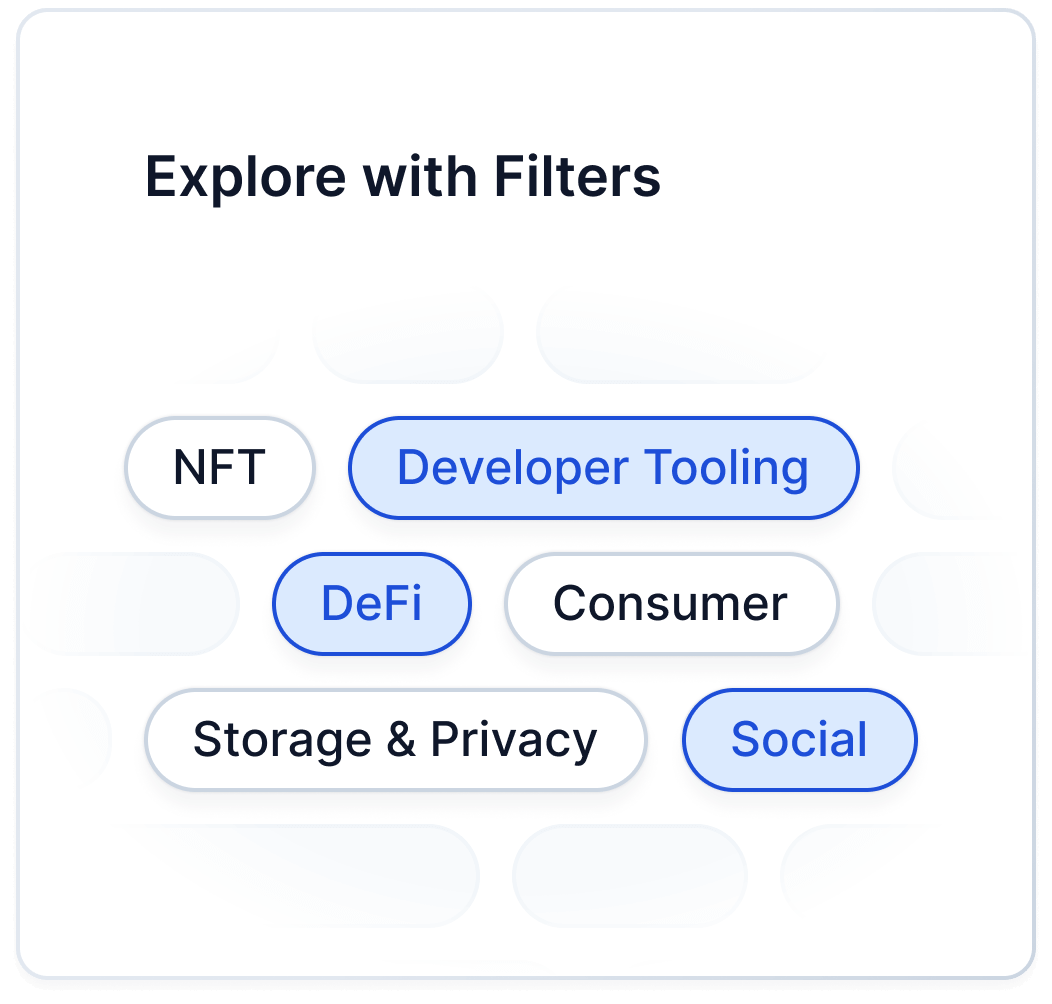 Explore with Filters
NFT
Developer Tooling
DeFi
Consumer
Storage & Privacy
Social